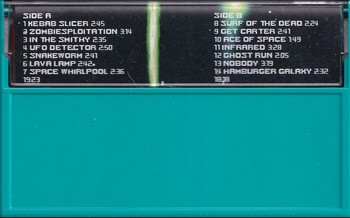 SIDE A
1 KEBAB SLICER 2:45
2 ZOMBIESPLOITATION 3:14
3 IN THE SMITHY 2:35
4 UFO DETECTOR 2:50
5 SNAKEWORM 2:41
6 LAVA LAMP 2:42
7 SPACE WHIRLPOOL 2:36
19:23
SIDE B
8 SURF OF THE DEAD 2:24
9 GET CARTER 2:41
10 ACE OF SPACE 1:49
11 INFRARED 3:28
12 GHOST RUN 2:05
13 NOBODY 3:19
14 HAMBURGER GALAXY 2:32
18:18